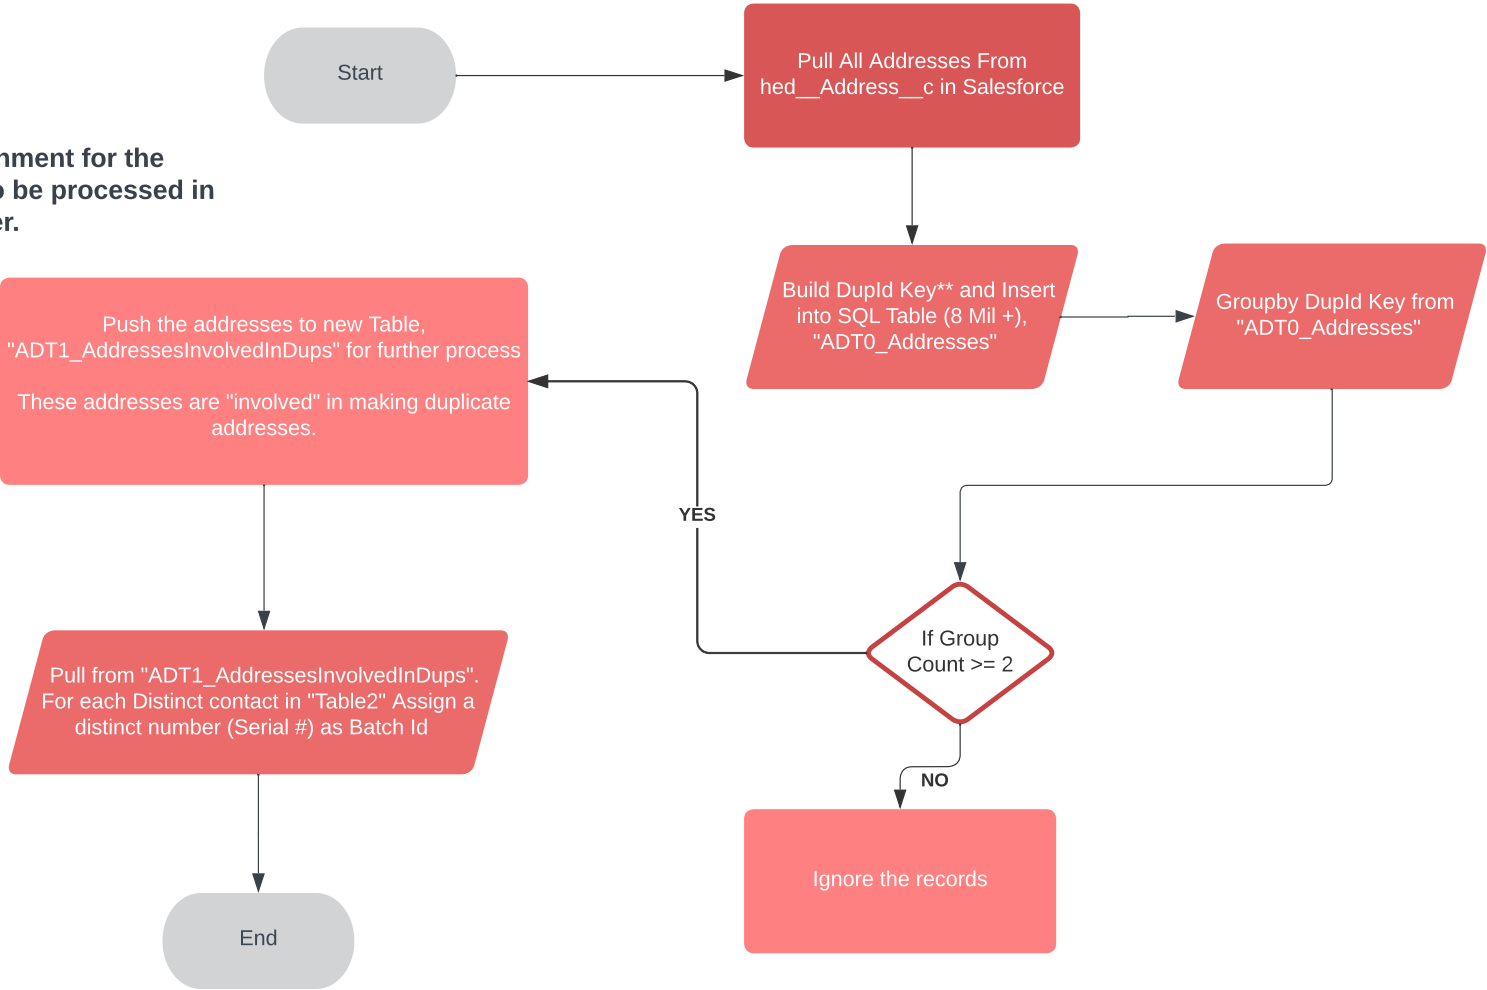 Start
Pull All Addresses From
hed__Address__c in Salesforce
for the
be processed in
Build DupId Key** and Insert
into SQL Table (8 Mil +),
"ADT0_Addresses"
Groupby DupId Key from
"ADT0_Addresses"
Push the addresses to new Table,
"ADT1_AddressesInvolvedInDups" for further process
These addresses are "involved" in making duplicate
addresses.
YES
If Group
Count >= 2
Pull from "ADT1_AddressesInvolvedInDups".
For each Distinct contact in "Table2" Assign a
distinct number (Serial #) as Batch Id
NO
Ignore the records
End